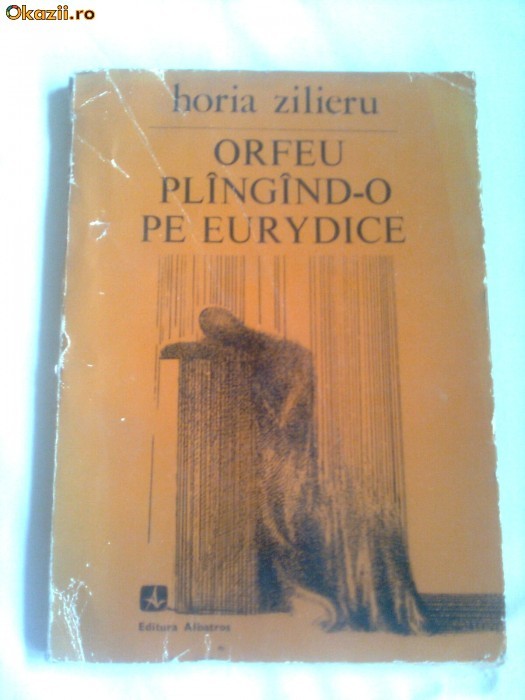 Okazii.ro
horia zilieru
ORFEU
PLÎNGÎND-O
PE EURYDICE
Editura Albatros